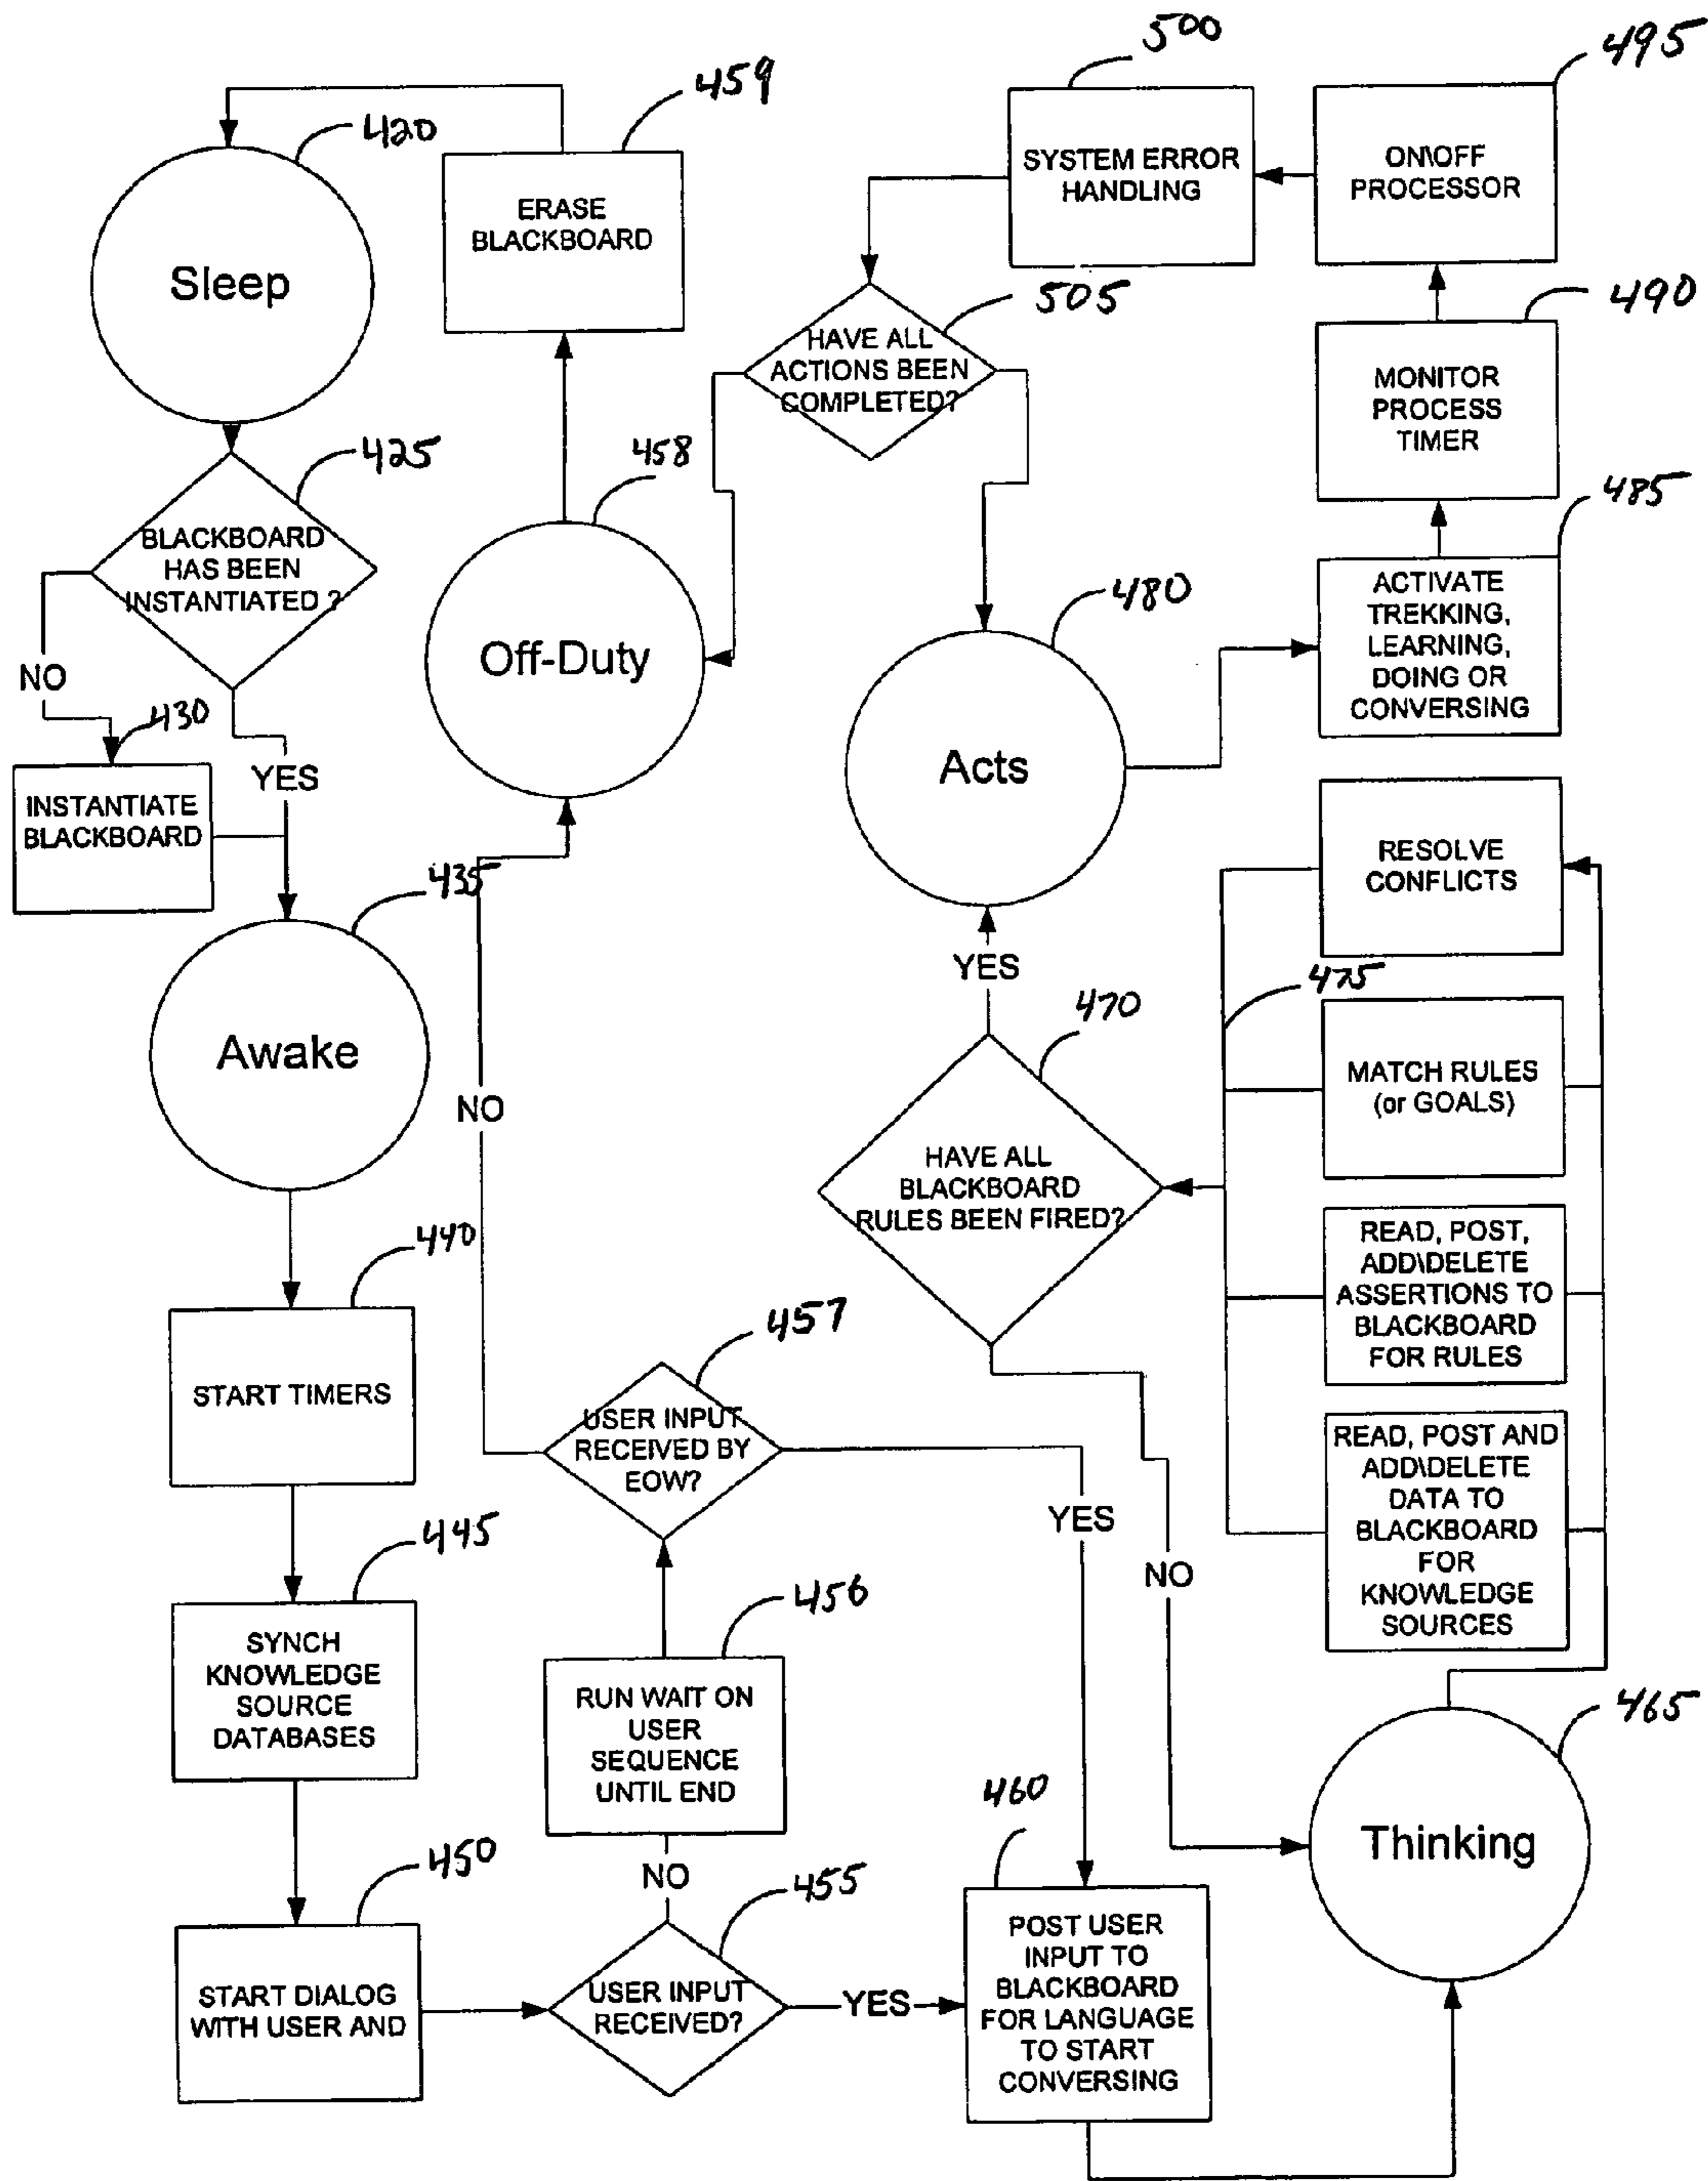 500
495
459
420
SYSTEM ERROR
HANDLING
ON\OFF
PROCESSOR
ERASE
BLACKBOARD
Sleep
505
490
HAVE ALL
ACTIONS BEEN
COMPLETED?
MONITOR
PROCESS
TIMER
425
458
485
BLACKBOARD
HAS BEEN
INSTANTIATED ?
480
ACTIVATE
TREKKING,
LEARNING,
DOING OR
CONVERSING
Off-Duty
NO
430
YES
Acts
INSTANTIATE
BLACKBOARD
RESOLVE
CONFLICTS
435
YES
475
470
Awake
MATCH RULES
(or GOALS)
NO
HAVE ALL
BLACKBOARD
RULES BEEN FIRED?
READ, POST,
ADD\DELETE
ASSERTIONS TO
BLACKBOARD
FOR RULES
440
457
START TIMERS
USER INPUT
RECEIVED BY
EOW?
READ, POST AND
ADD\DELETE
DATA TO
BLACKBOARD
FOR
KNOWLEDGE
SOURCES
YES
445
NO
456
SYNCH
KNOWLEDGE
SOURCE
DATABASES
RUN WAIT ON
USER
SEQUENCE
UNTIL END
465
460
Thinking
450
NO
455
START DIALOG
WITH USER AND
USER INPUT
RECEIVED?
YES
POST USER
INPUT TO
BLACKBOARD
FOR LANGUAGE
TO START
CONVERSING